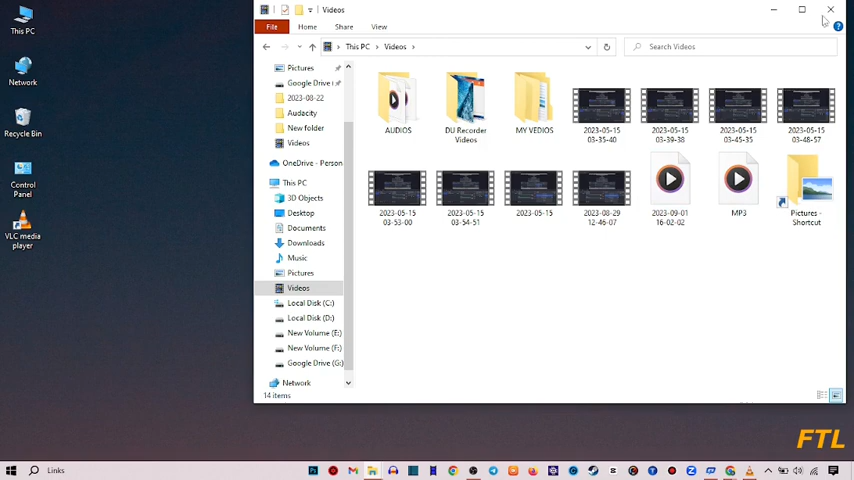 This PC
Network
Recycle Bin
Control
Panel
VLC media
player
Videos
File
Home
Share
View
This PC
Videos
Search Videos
Pictures
Google Drive (
2023-08-22
Audacity
New folder
Videos
OneDrive - Person
This PC
3D Objects
Desktop
Documents
Downloads
Music
Pictures
Videos
Local Disk (C:)
Local Disk (D:)
New Volume (E:)
New Volume (F:)
Google Drive (G:)
Network
AUDIOS
DU Recorder
Videos
MY VEDIOS
2023-05-15
03-35-40
2023-05-15
03-39-38
2023-05-15
03-45-35
2023-05-15
03-48-57
2023-05-15
03-53-00
2023-05-15
03-54-51
2023-05-15
2023-08-29
12-46-07
2023-09-01
16-02-02
MP3
Pictures -
Shortcut
14 items
FTL
Links